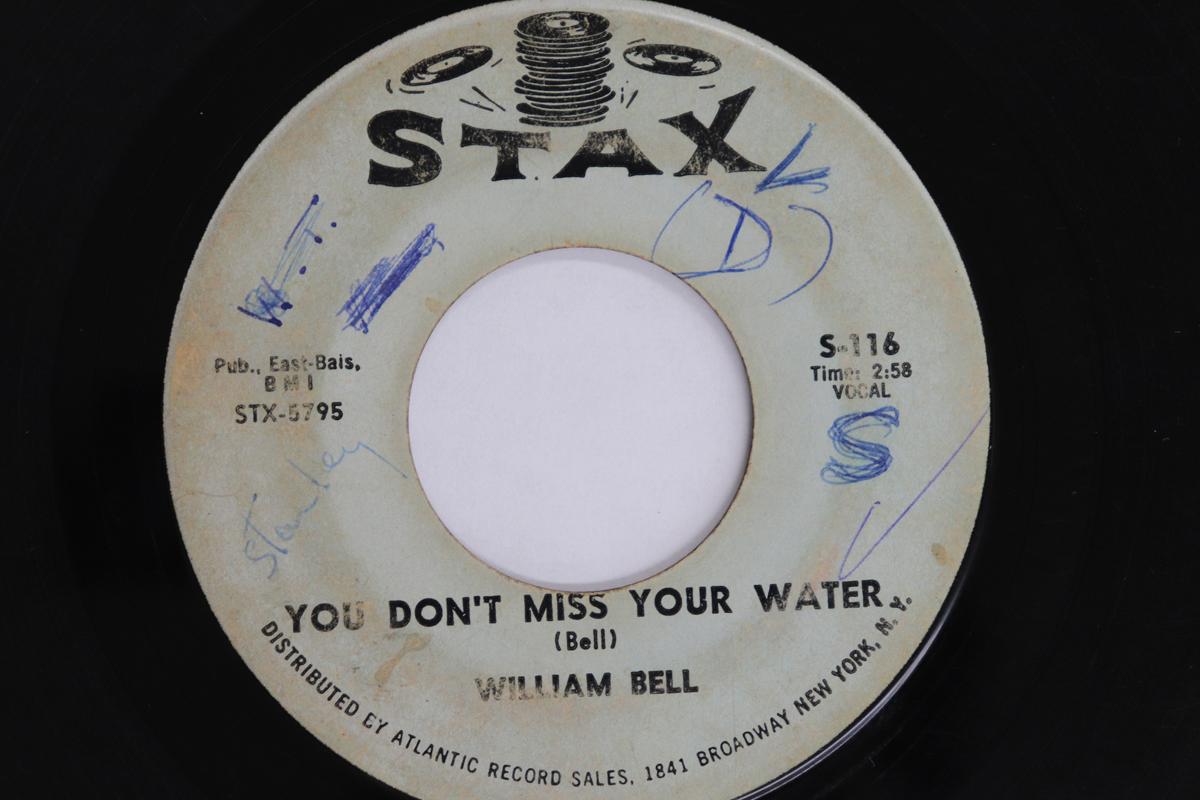 STAX
(D)
Pub., East-Bais,
BMI
STX-5795
S-116
Time: 2:58
VOCAL
S
Stanley
YOU DON'T MISS YOUR WATER
(Bell)
WILLIAM BELL
DISTRIBUTED BY ATLANTIC RECORD SALES, 1841 BROADWAY NEW YORK, N.Y.